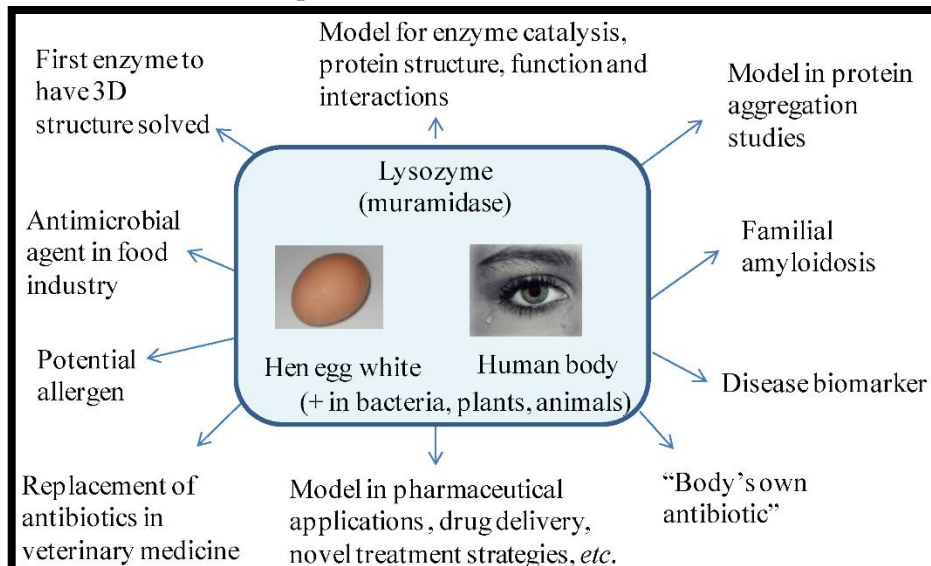 Model for enzyme catalysis,
protein structure, function and
interactions
First enzyme to
have 3D
structure solved
Model in protein
aggregation
studies
Lysozyme
(muramidase)
Antimicrobial
agent in food
industry
Familial
amyloidosis
Potential
allergen
Hen egg white
Human body
(+ in bacteria, plants, animals)
Disease biomarker
Replacement of
antibiotics in
veterinary medicine
Model in pharmaceutical
applications , drug delivery,
novel treatment strategies, etc.
“Body’s own
antibiotic”